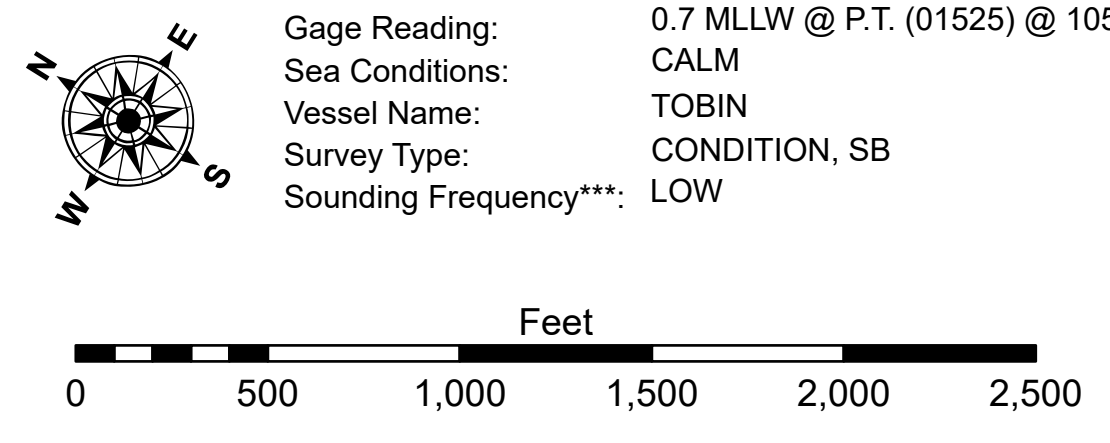 N
E
S
W
Gage Reading: 0.7 MLLW @ P.T. (01525) @
Sea Conditions: CALM
Vessel Name: TOBIN
Survey Type: CONDITION, SB
Sounding Frequency***: LOW
Feet
0 500 1,000 1,500 2,000 2,500